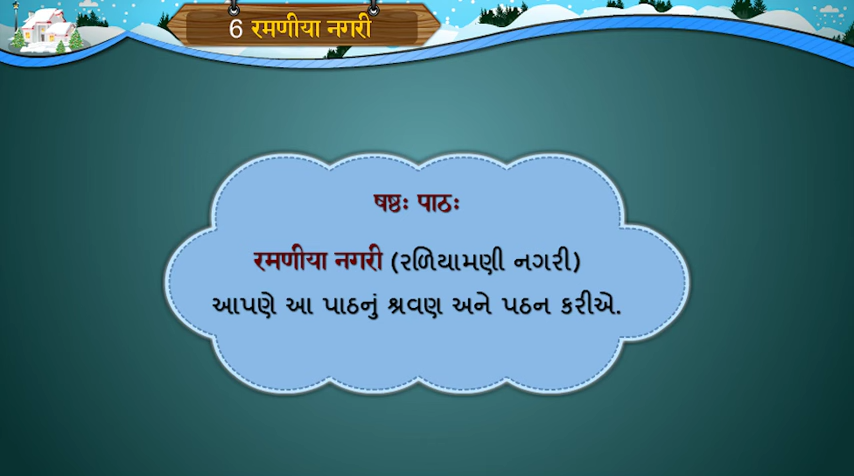 6 रमणीया नगरी
षष्ठः पाठः
रमणीया नगरी (રળિયામણી નગરી)
આપણે આ પાઠનું શ્રવણ અને પઠન કરીએ.